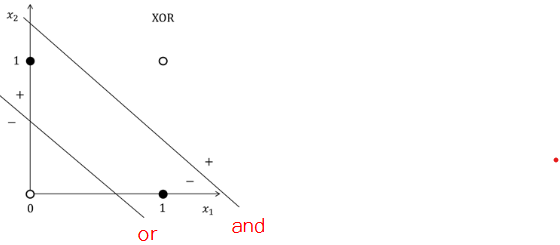 x₂ XOR
1
+
−
+
−
0 1 x₁
or and